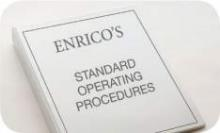 ENRICO'S
STANDARD
OPERATING
PROCEDURES